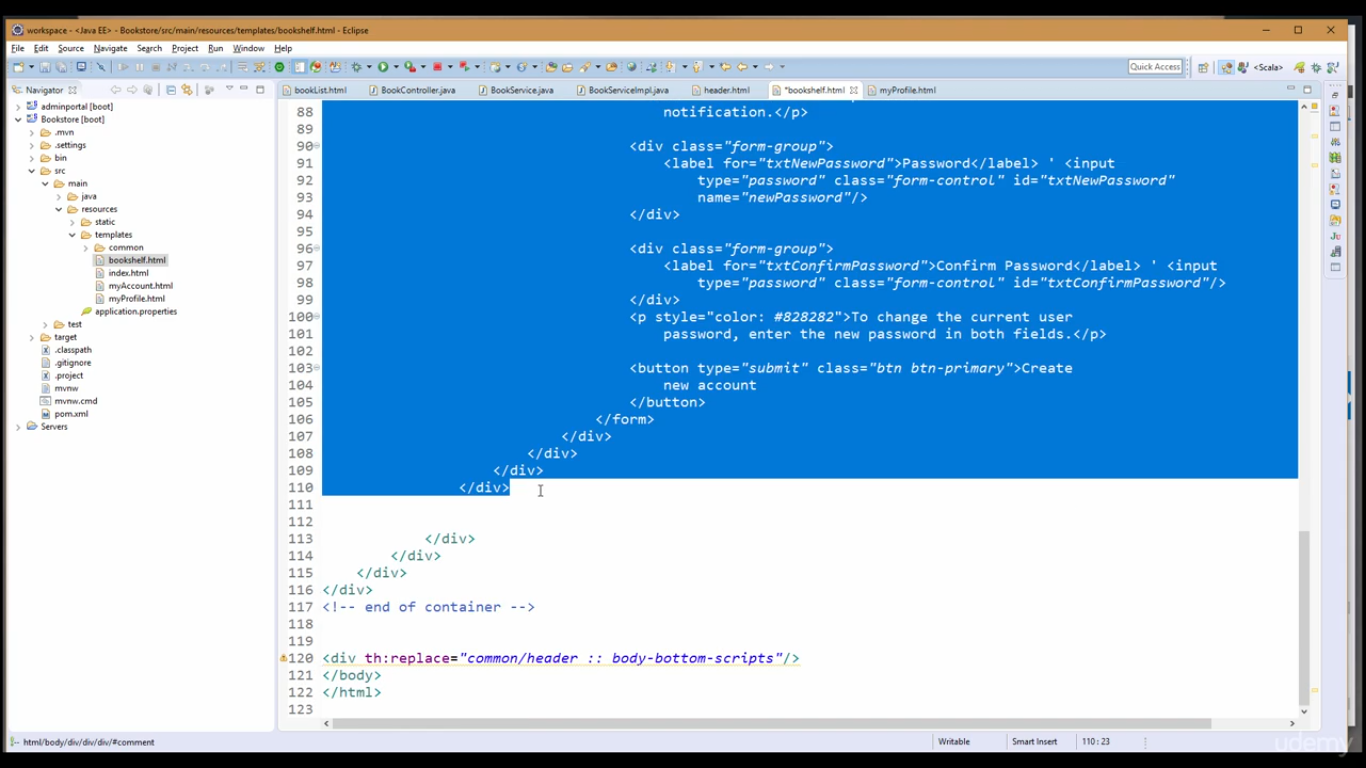 workspace - <Java EE> - Bookstore/src/main/resources/templates/bookshelf.html - Eclipse
File Edit Source Navigate Search Project Run Window Help
Quick Access <Scala>
Navigator
bookList.html BookController.java BookService.java BookServiceImpl.java header.html *bookshelf.html myProfile.html
adminportal [boot]
Bookstore [boot]
.mvn
.settings
bin
src
main
java
resources
static
templates
common
bookshelf.html
index.html
myAccount.html
myProfile.html
application.properties
test
target
.classpath
.gitignore
.project
mvnw
mvnw.cmd
pom.xml
Servers
88 notification.</p>
89
90 <div class="form-group">
91 <label for="txtNewPassword">Password</label> ' <input
92 type="password" class="form-control" id="txtNewPassword"
93 name="newPassword"/>
94 </div>
95
96 <div class="form-group">
97 <label for="txtConfirmPassword">Confirm Password</label> ' <input
98 type="password" class="form-control" id="txtConfirmPassword"/>
99 </div>
100 <p style="color: #828282">To change the current user
101 password, enter the new password in both fields.</p>
102
103 <button type="submit" class="btn btn-primary">Create
104 new account
105 </button>
106 </form>
107 </div>
108 </div>
109 </div>
110 </div>
111
112
113 </div>
114 </div>
115 </div>
116 </div>
117 <!-- end of container -->
118
119
120 <div th:replace="common/header :: body-bottom-scripts"/>
121 </body>
122 </html>
123
html/body/div/div/div/#comment Writable Smart Insert 110 : 23
udemy